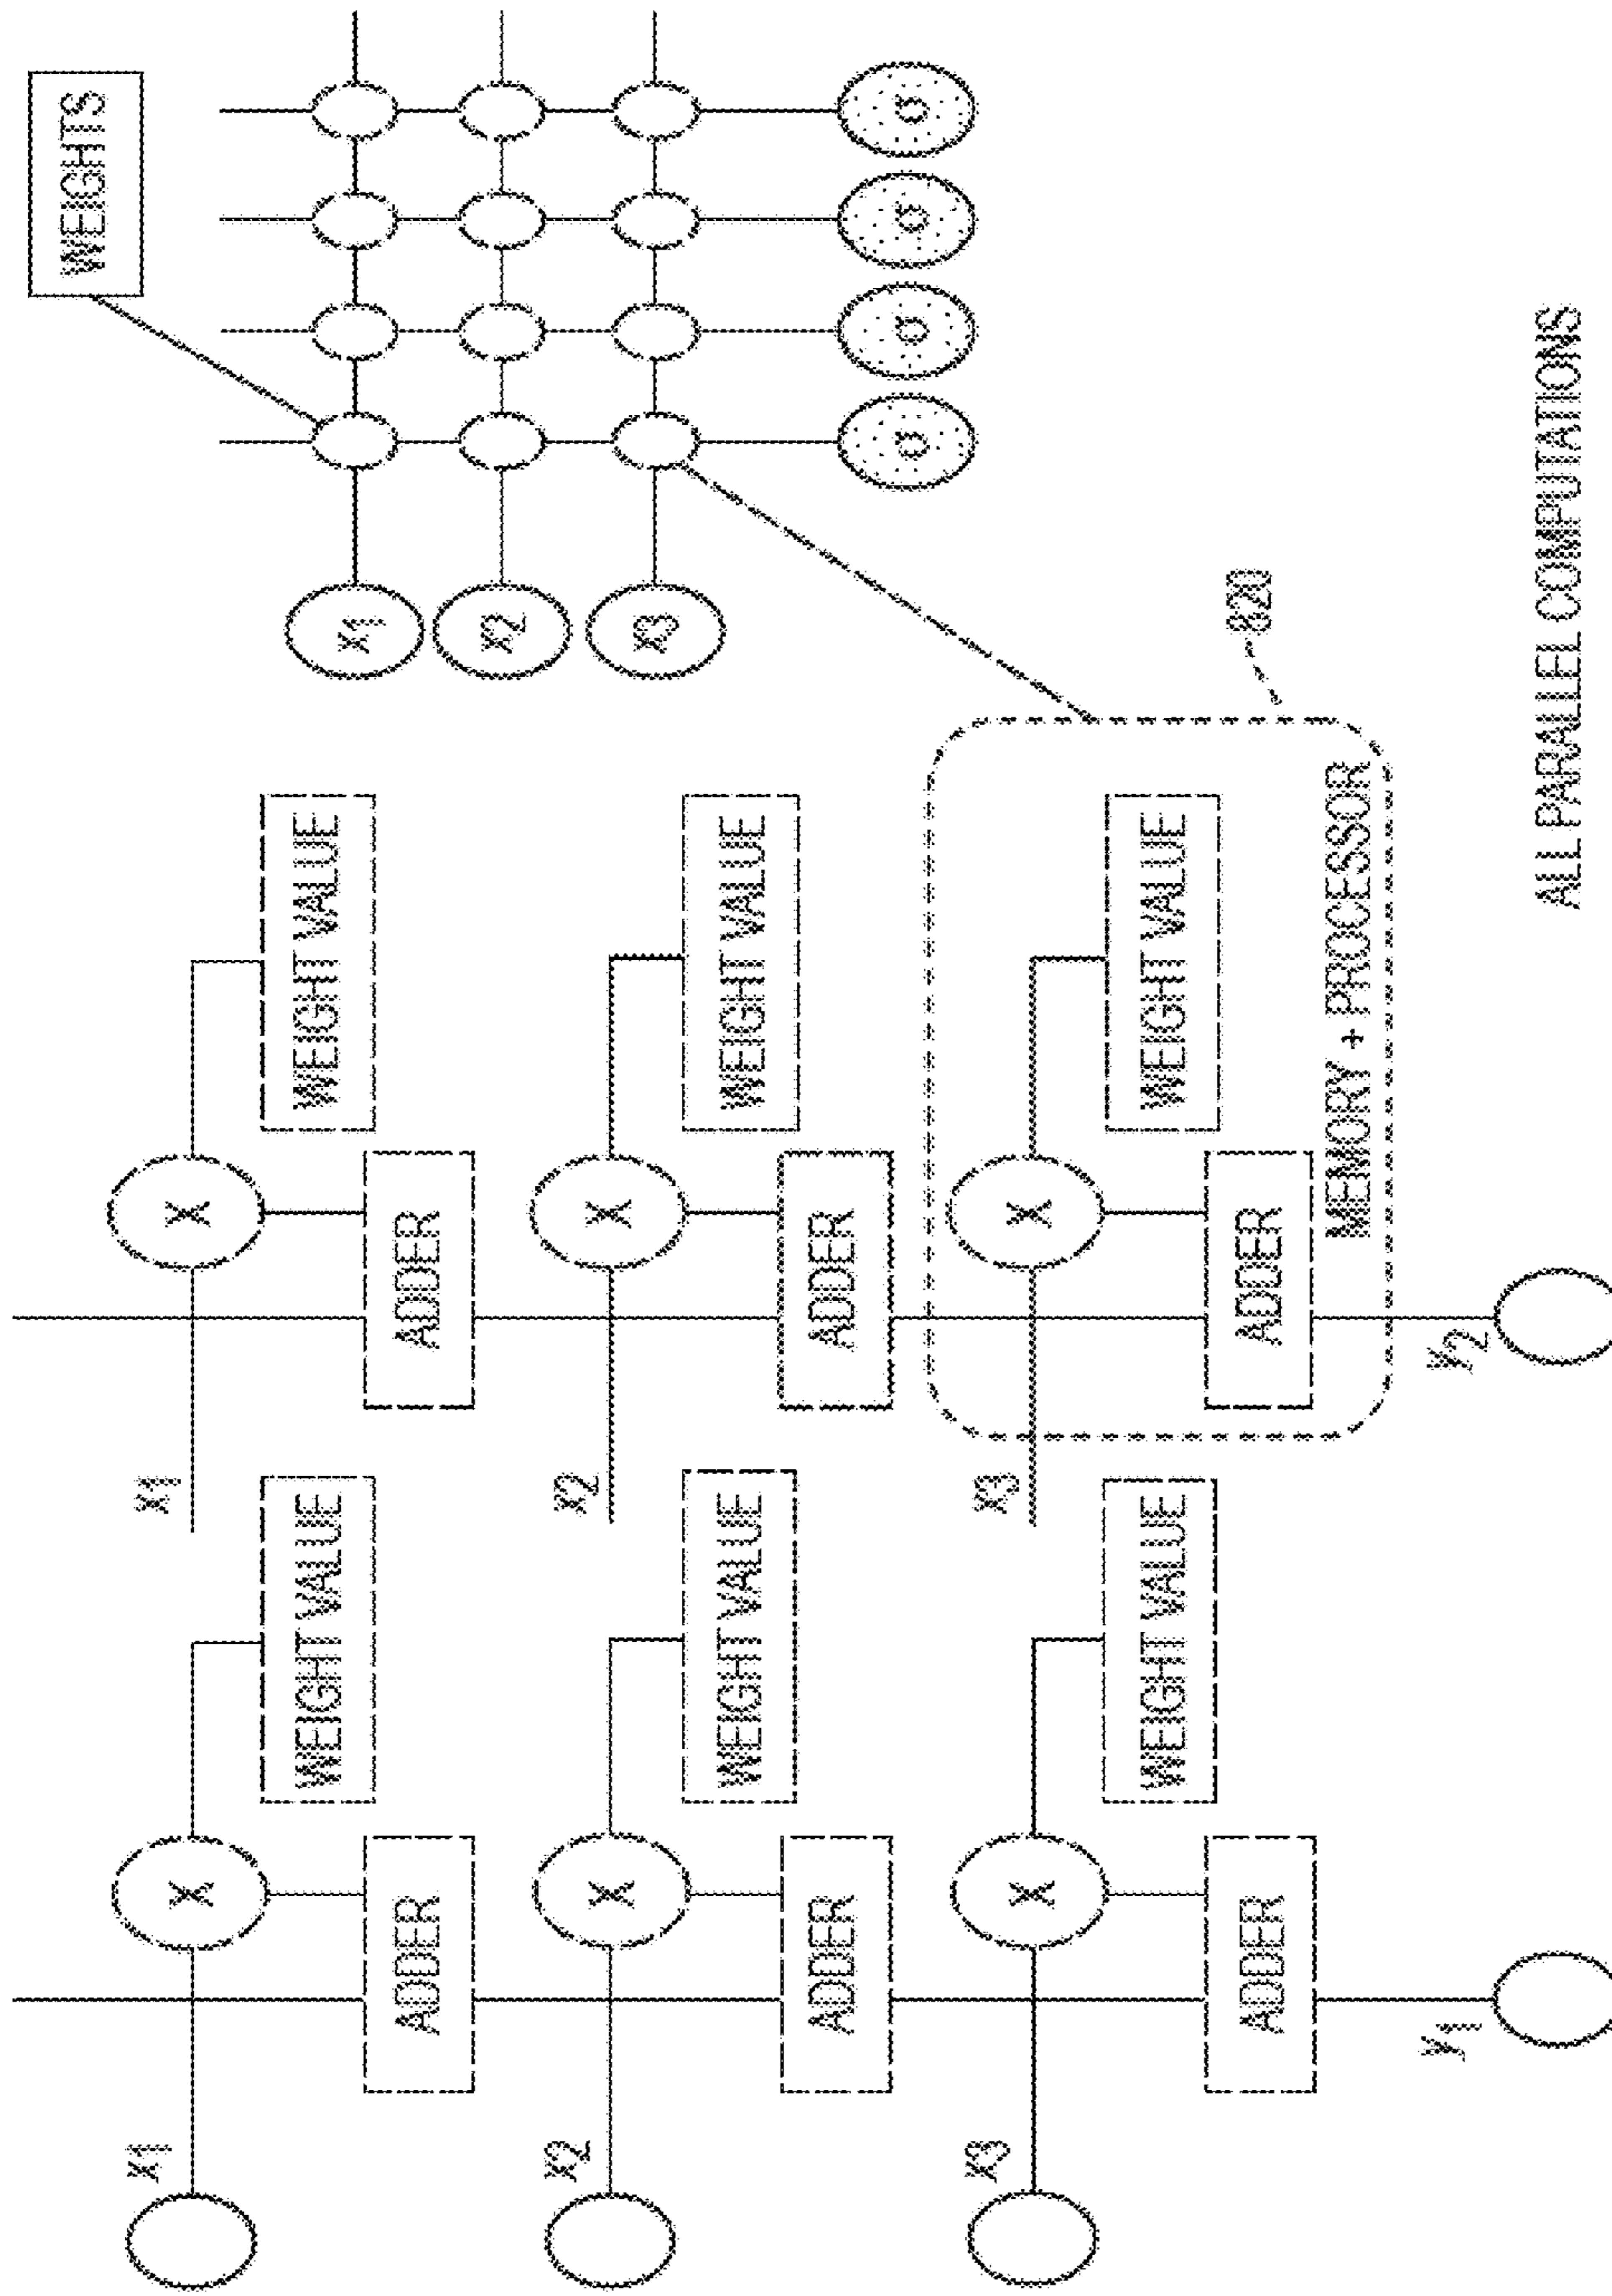 WEIGHTS
x1
x1
X
X
WEIGHT VALUE
WEIGHT VALUE
x1
ADDER
ADDER
x2
x2
x2
X
X
x3
WEIGHT VALUE
WEIGHT VALUE
ADDER
ADDER
σ
σ
σ
σ
x3
x3
X
X
WEIGHT VALUE
WEIGHT VALUE
ADDER
ADDER
820
MEMORY + PROCESSOR
y1
y2
ALL PARALLEL COMPUTATIONS